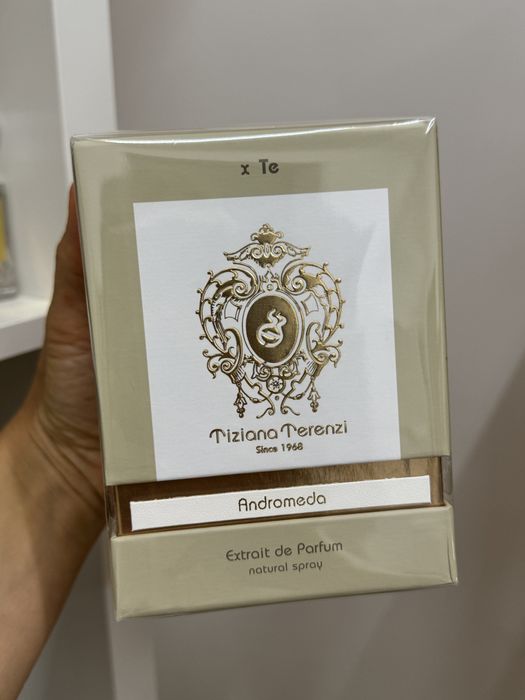 x Te
Tiziana Terenzi
Since 1968
Andromeda
Extrait de Parfum
natural spray